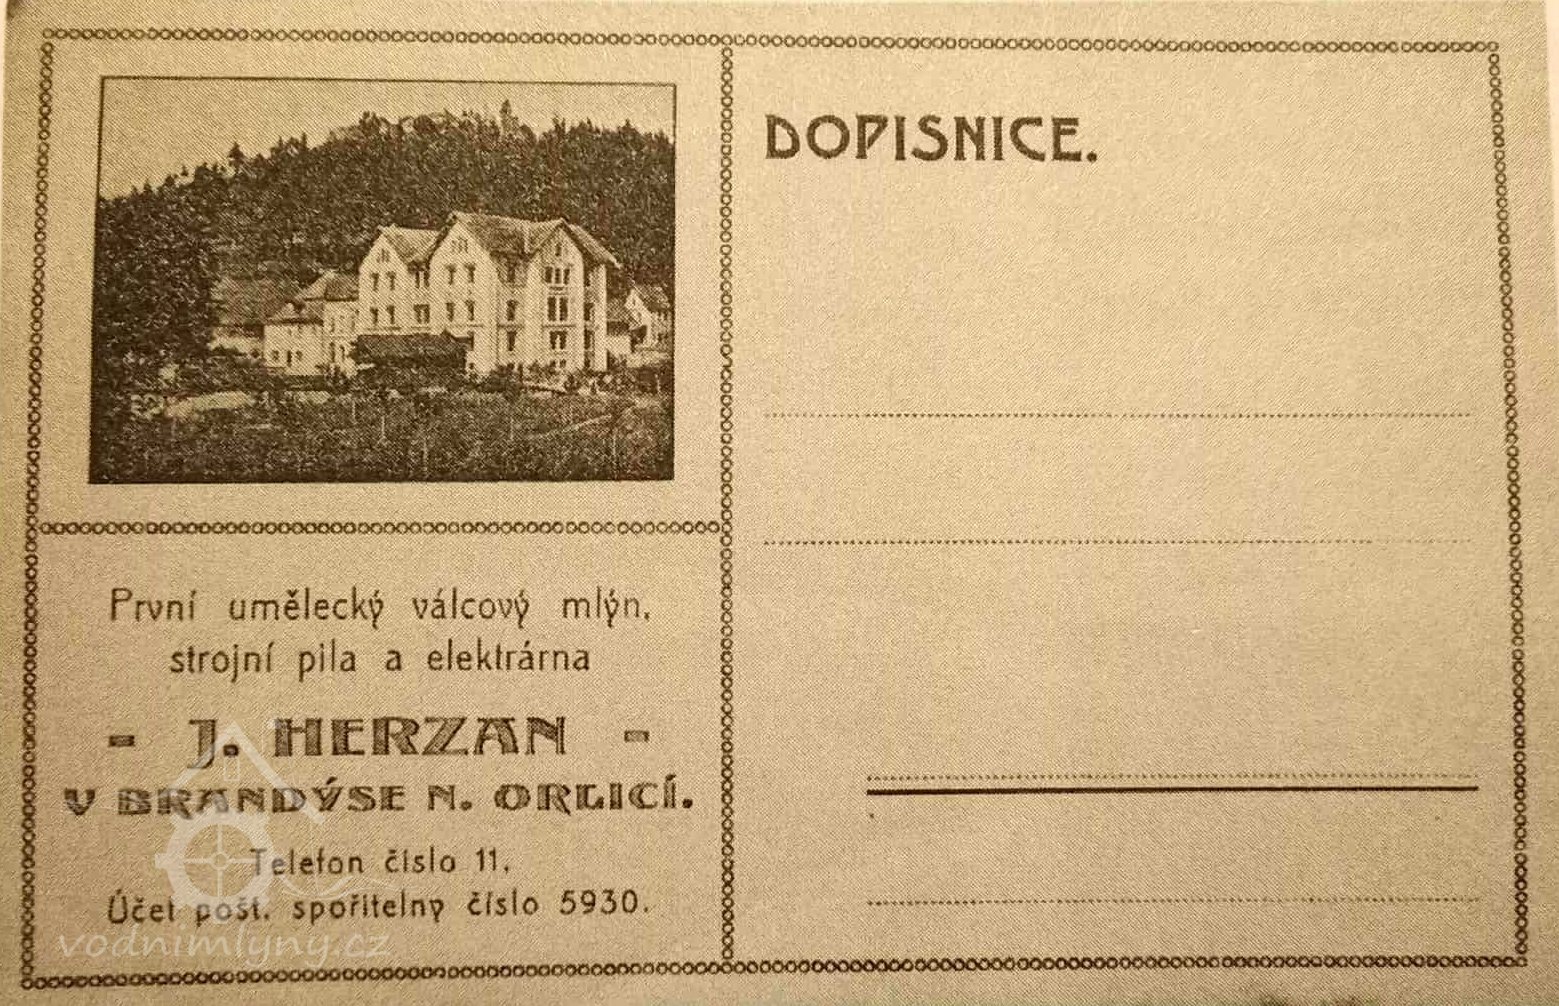 DOPISNICE.
První umělecký válcový mlýn,
strojní pila a elektrárna
- J. HERZAN -
V BRANDÝSE N. ORLICÍ.
Telefon číslo 11.
Účet pošt. spořitelny číslo 5930.
vodnimlyny.cz